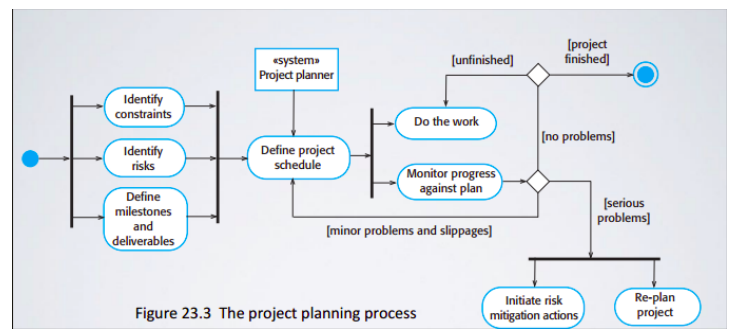 «system»
Project planner
[unfinished]
[project
finished]
Identify
constraints
Do the work
[no problems]
Identify
risks
Define project
schedule
Monitor progress
against plan
Define
milestones
and
deliverables
[minor problems and slippages]
[serious
problems]
Initiate risk
mitigation actions
Re-plan
project
Figure 23.3 The project planning process